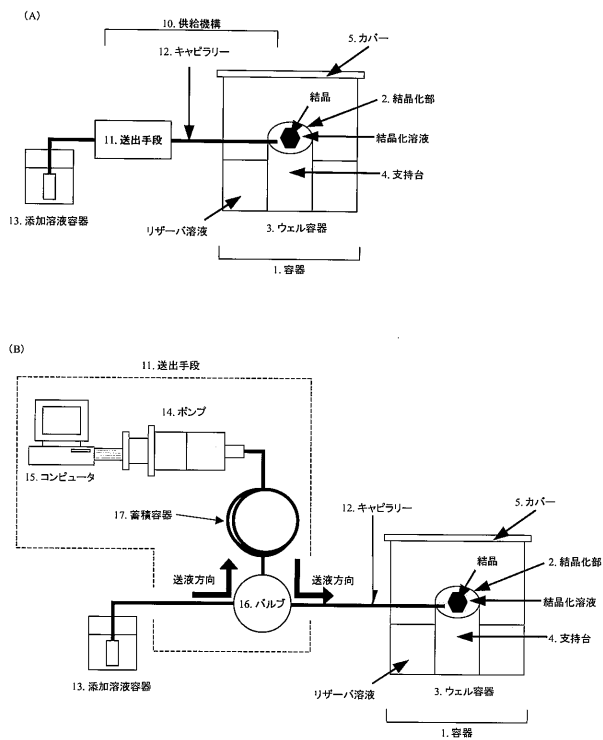 (A)
10. 供給機構
12. キャピラリー
5. カバー
結晶
2. 結晶化部
結晶化溶液
11. 送出手段
4. 支持台
13. 添加溶液容器
リザーバ溶液
3. ウェル容器
1. 容器
(B)
11. 送出手段
14. ポンプ
15. コンピュータ
17. 蓄積容器
12. キャピラリー
5. カバー
結晶
2. 結晶化部
送液方向
送液方向
結晶化溶液
16. バルブ
4. 支持台
13. 添加溶液容器
リザーバ溶液
3. ウェル容器
1. 容器